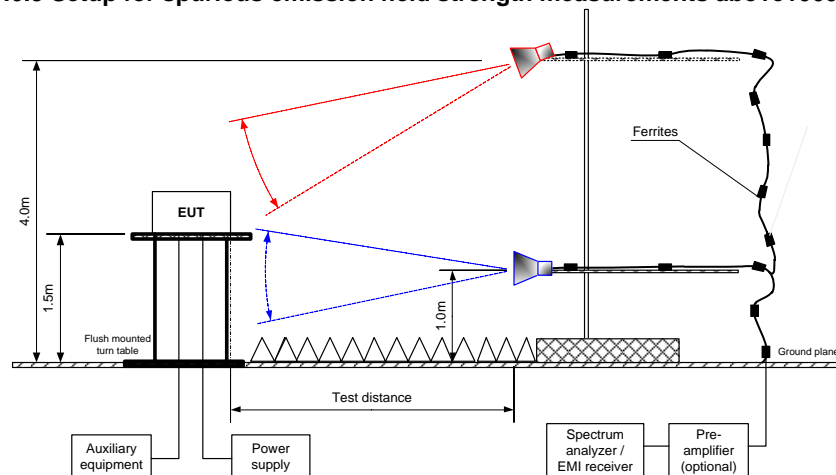 setup for spurious emission field strength measurements above
Ferrites
4.0m
EUT
1.5m
1.0m
Flush mounted
turn table
Ground plane
Test distance
Auxiliary
equipment
Power
supply
Spectrum
analyzer /
EMI receiver
Pre-
amplifier
(optional)